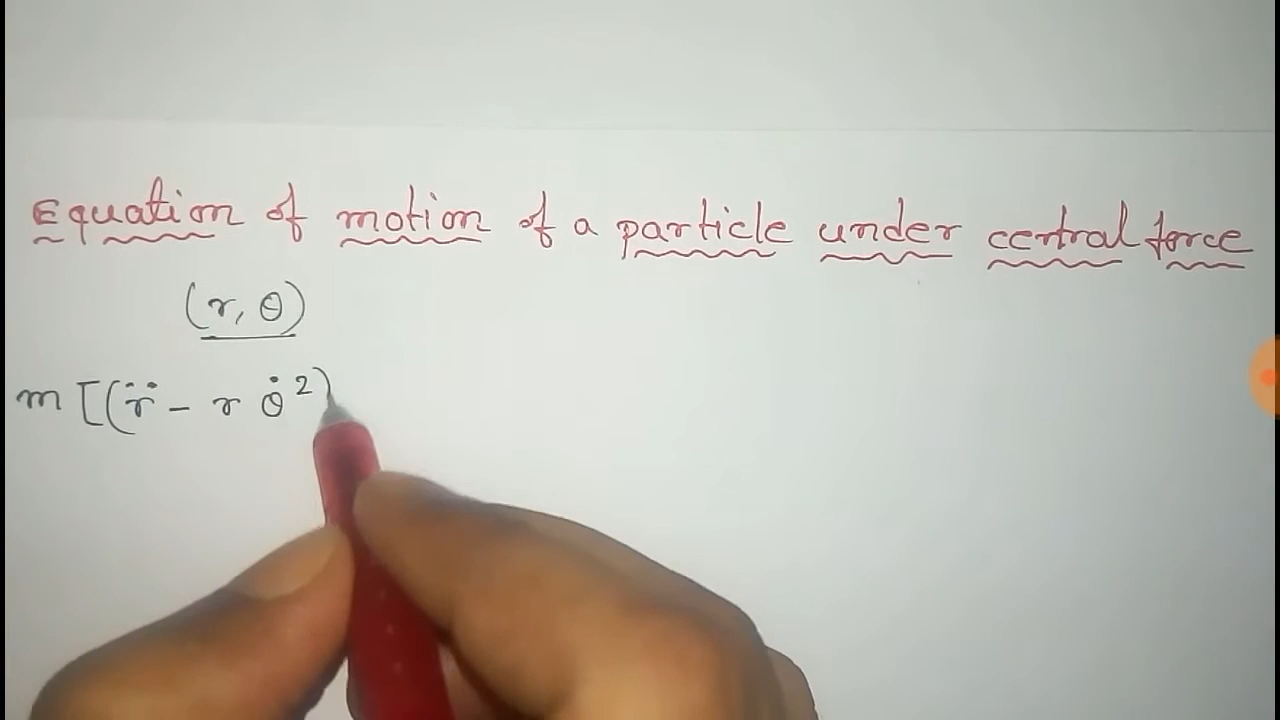 Equation of motion of a particle under central force
(r, θ)
m [(r̈ - r θ̇²)